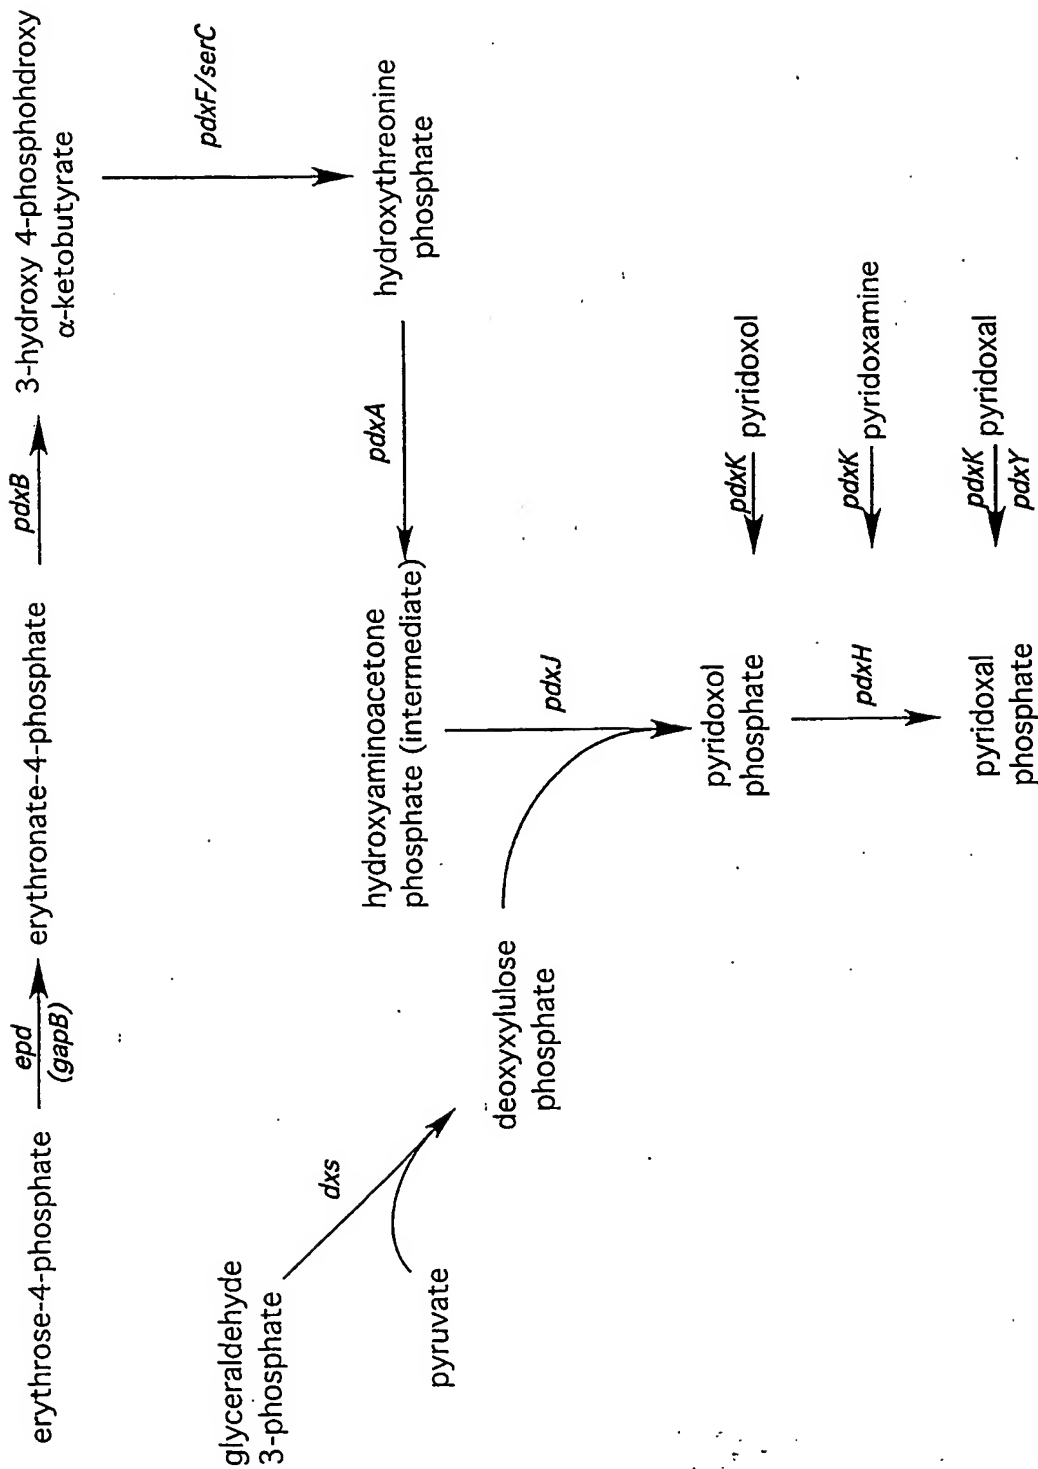 erythrose-4-phosphate
epd
(gapB)
erythronate-4-phosphate
pdxB
3-hydroxy 4-phosphohdroxy
α-ketobutyrate
pdxF/serC
glyceraldehyde
3-phosphate
dxs
pyruvate
hydroxyaminoacetone
phosphate (intermediate)
pdxA
hydroxythreonine
phosphate
deoxyxylulose
phosphate
pdxJ
pyridoxol
phosphate
pdxK
pyridoxol
pdxH
pdxK
pyridoxamine
pyridoxal
phosphate
pdxK
pdxY
pyridoxal